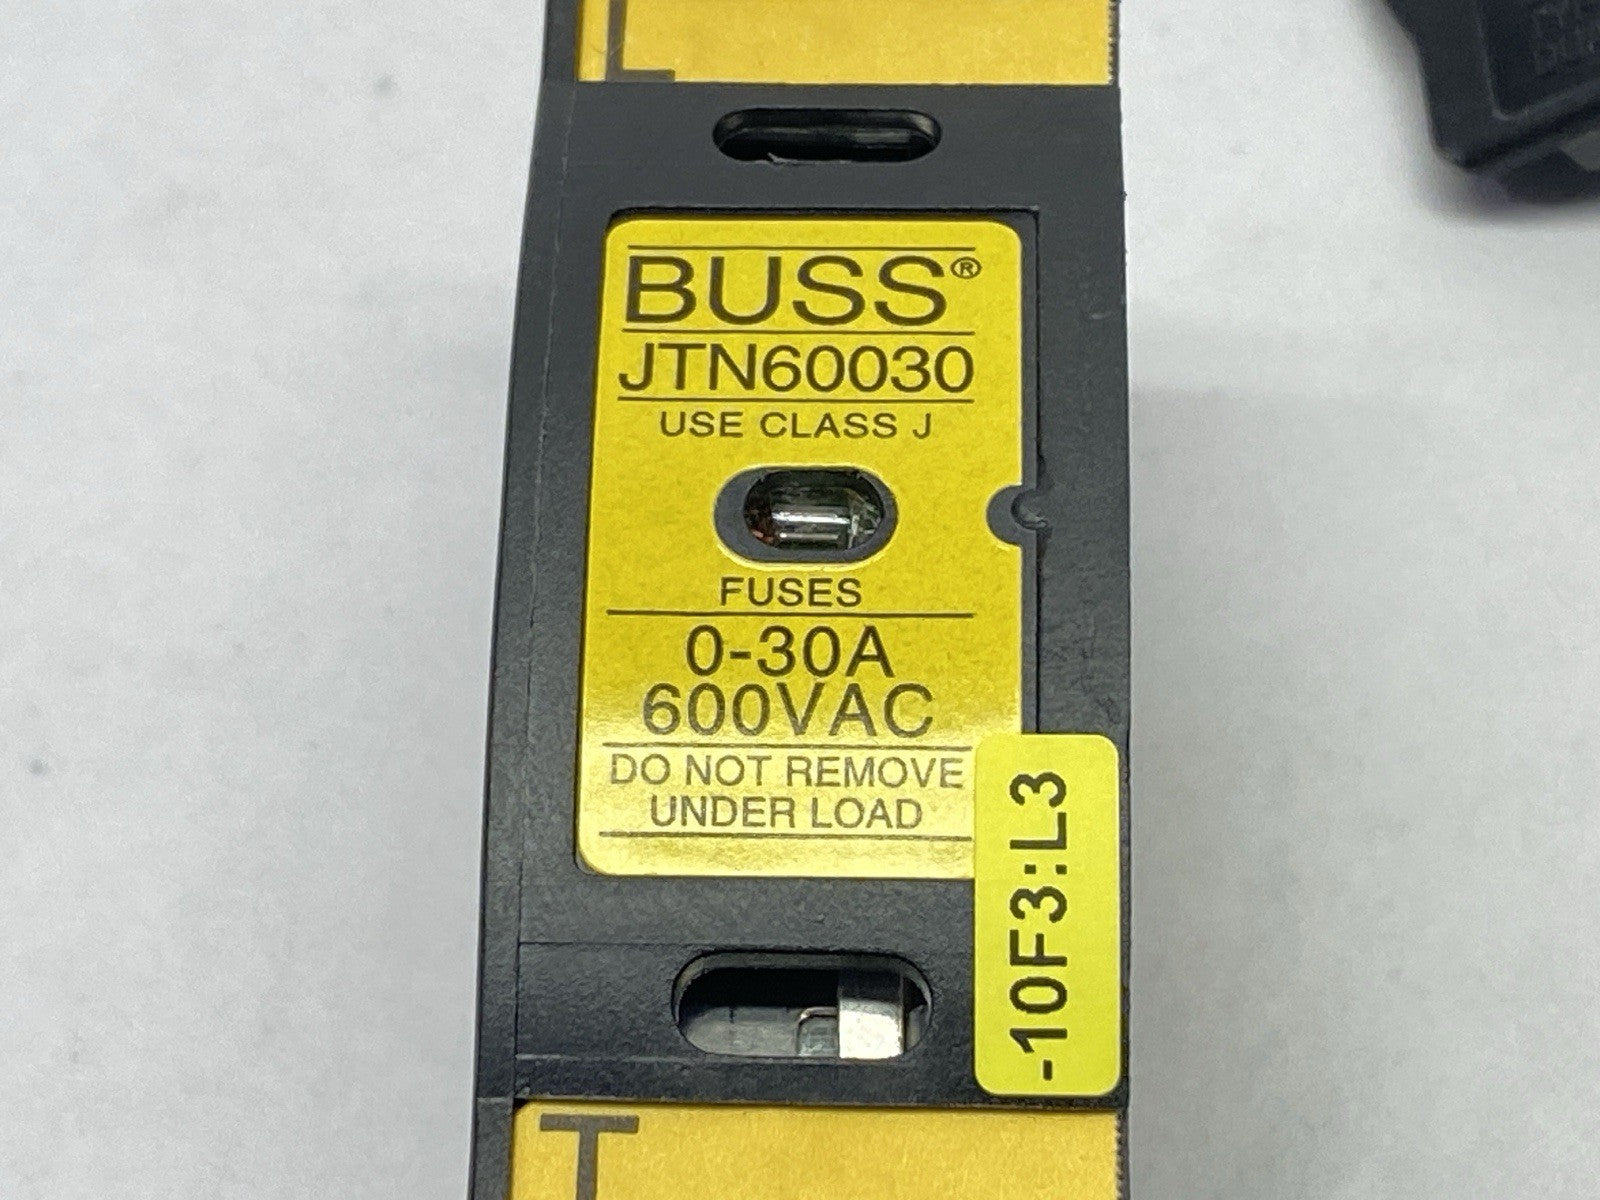 BUSS®
JTN60030
USE CLASS J
FUSES
0-30A
600VAC
DO NOT REMOVE
UNDER LOAD
-10F3:L3